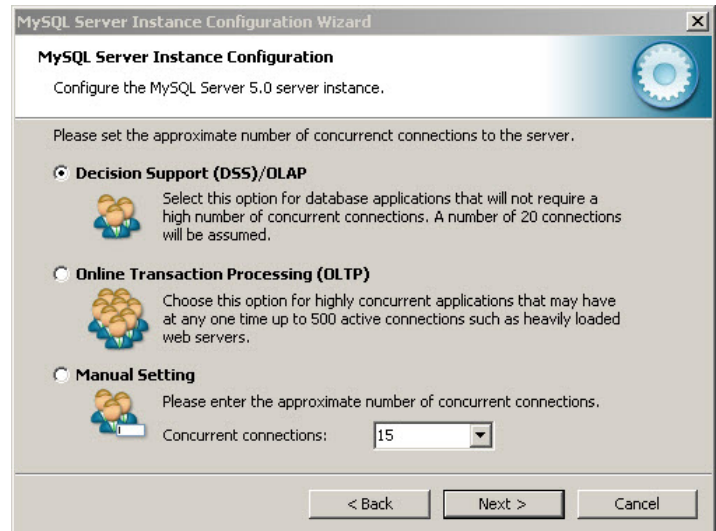 MySQL Server Instance Configuration Wizard
MySQL Server Instance Configuration
Configure the MySQL Server 5.0 server instance.
Please set the approximate number of concurrenct connections to the server.
Decision Support (DSS)/OLAP
Select this option for database applications that will not require a
high number of concurrent connections. A number of 20 connections
will be assumed.
Online Transaction Processing (OLTP)
Choose this option for highly concurrent applications that may have
at any one time up to 500 active connections such as heavily loaded
web servers.
Manual Setting
Please enter the approximate number of concurrent connections.
Concurrent connections: 15
< Back Next > Cancel